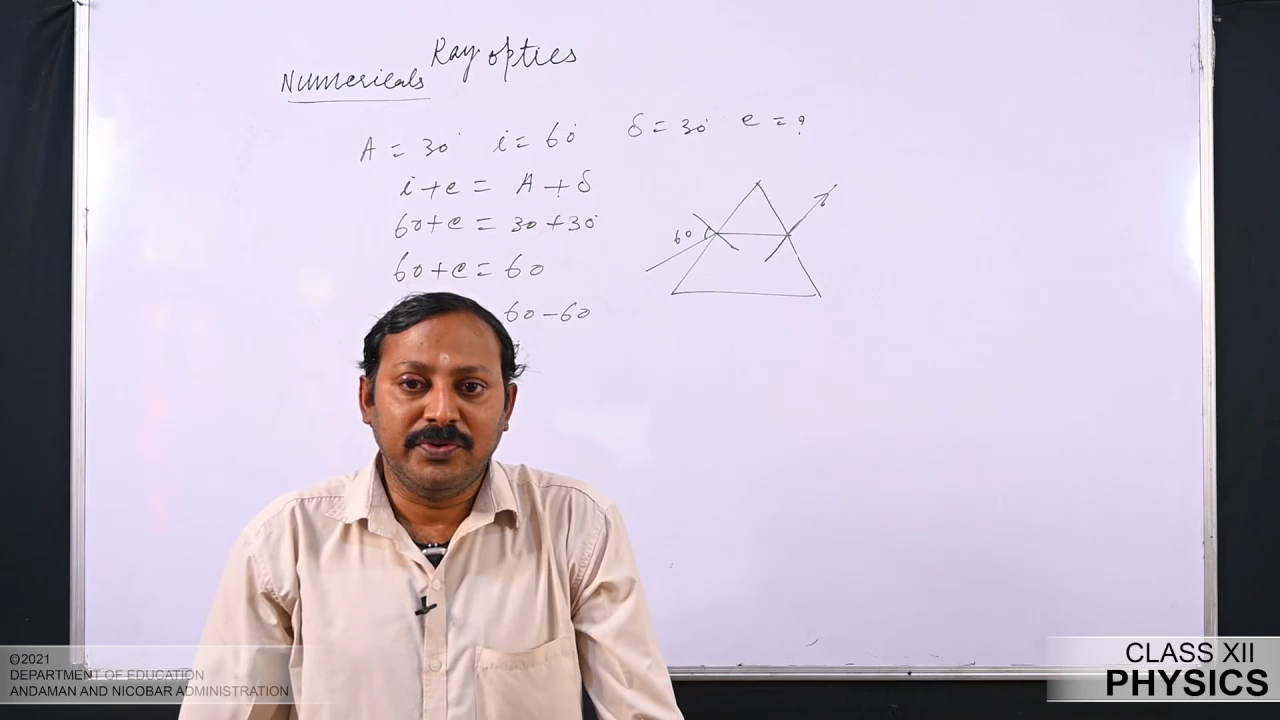 Ray optics
Numericals
A = 30° i = 60° δ = 30° e = ?
i + e = A + δ
60 + e = 30 + 30°
60 + e = 60
60 - 60
60
©2021
DEPARTMENT OF EDUCATION
ANDAMAN AND NICOBAR ADMINISTRATION
CLASS XII
PHYSICS